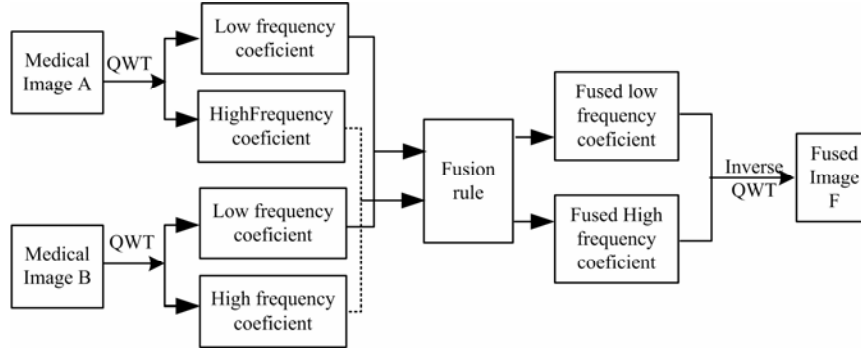 Medical
Image A
QWT
Low frequency
coeficient
HighFrequency
coeficient
Medical
Image B
QWT
Low frequency
coeficient
High frequency
coeficient
Fusion
rule
Fused low
frequency
coeficient
Fused High
frequency
coeficient
Inverse
QWT
Fused
Image
F